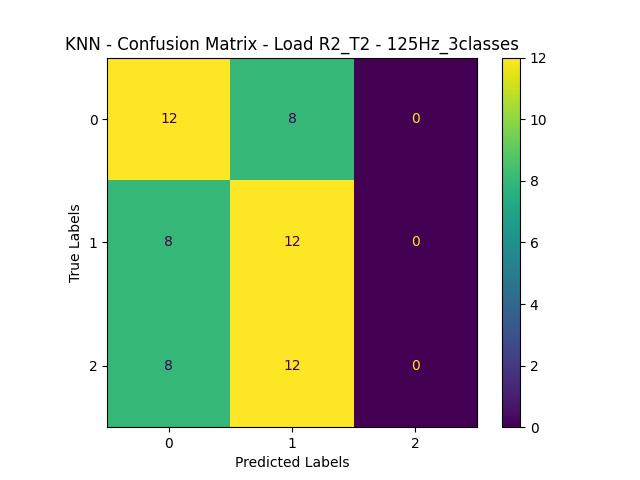 KNN - Confusion Matrix - Load R2_T2 - 125Hz_3classes
True Labels
0 12 8 0
1 8 12 0
2 8 12 0
0 1 2
Predicted Labels
12
10
8
6
4
2
0